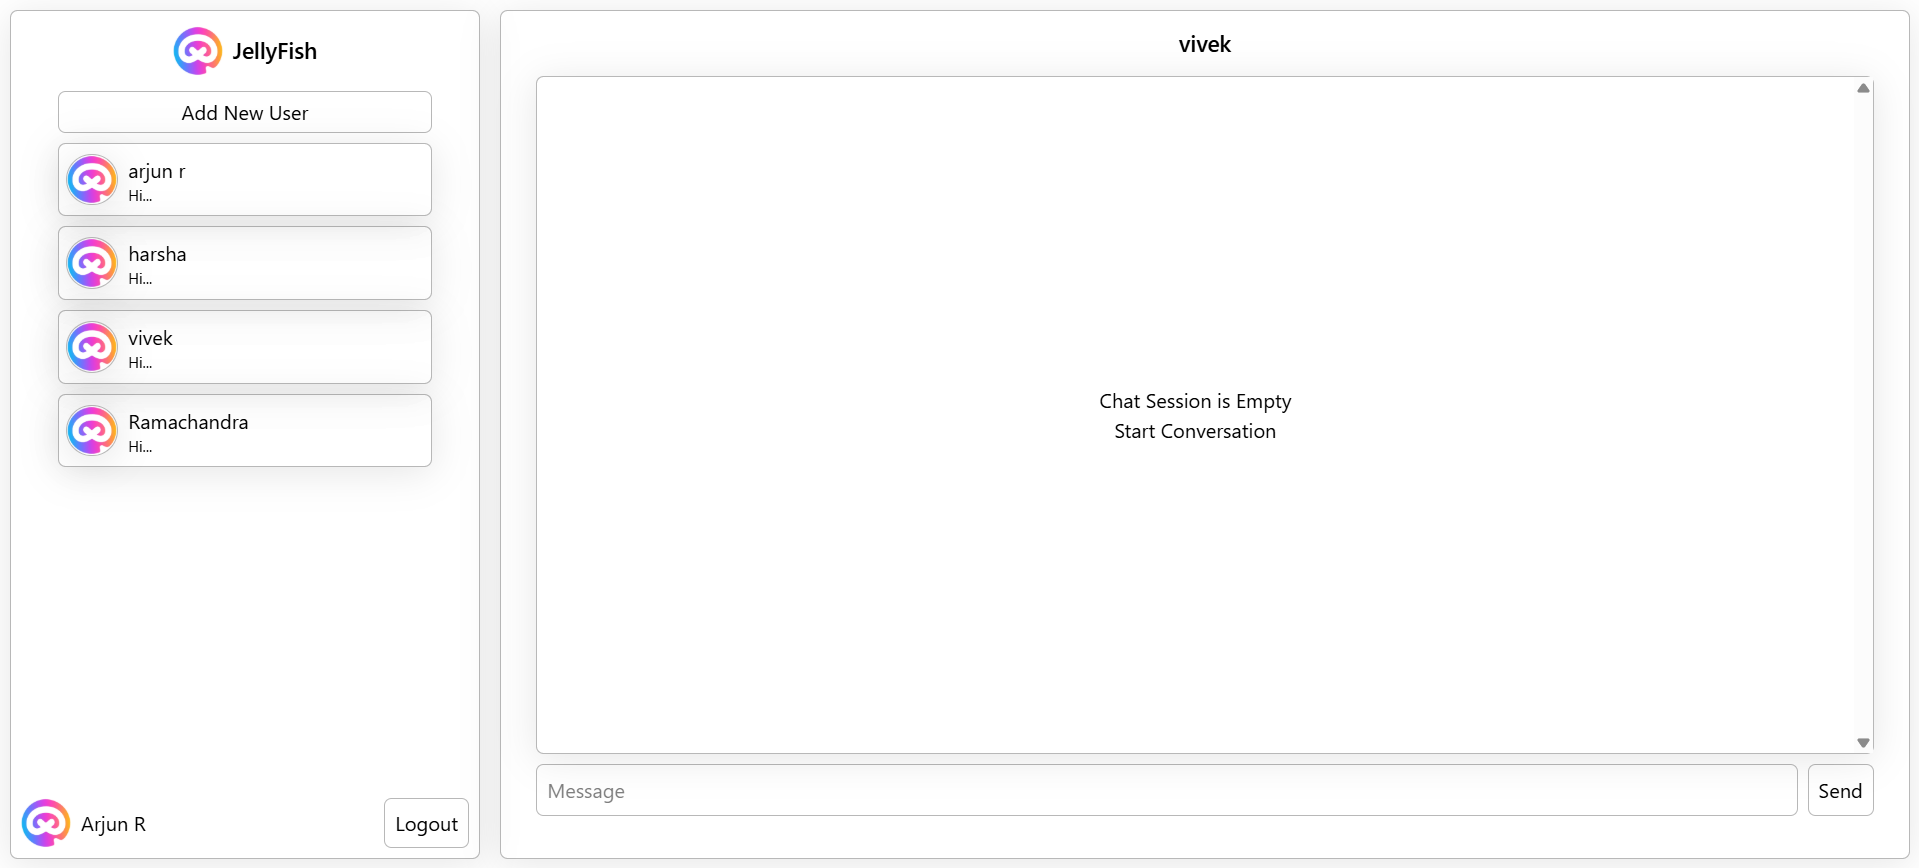 JellyFish
Add New User
arjun r
Hi...
harsha
Hi...
vivek
Hi...
Ramachandra
Hi...
Arjun R
Logout
vivek
Chat Session is Empty
Start Conversation
Message
Send